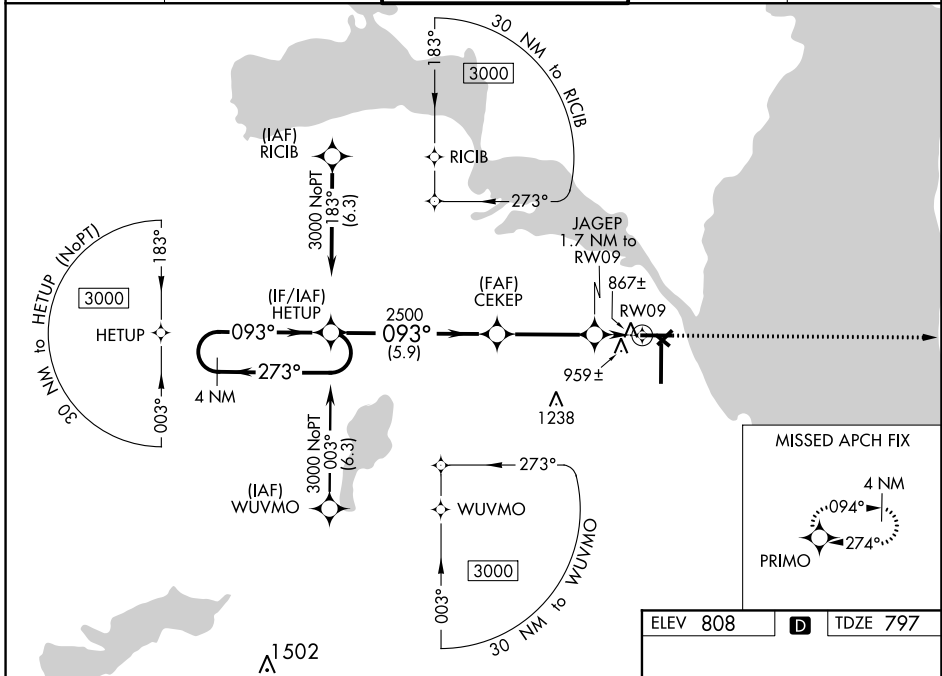 30 NM to RICIB
183°
3000
RICIB
273°
(IAF)
RICIB
3000 NoPT
183°
(6.3)
JAGEP
1.7 NM to
RW09
30 NM to HETUP (NoPT)
183°
3000
HETUP
003°
(IF/IAF)
HETUP
093°
273°
4 NM
2500
093°
(5.9)
(FAF)
CEKEP
867±
RW09
959±
1238
3000 NoPT
003°
(6.3)
(IAF)
WUVMO
273°
WUVMO
3000
003°
30 NM to WUVMO
MISSED APCH FIX
4 NM
094°
274°
PRIMO
ELEV 808 D TDZE 797
1502